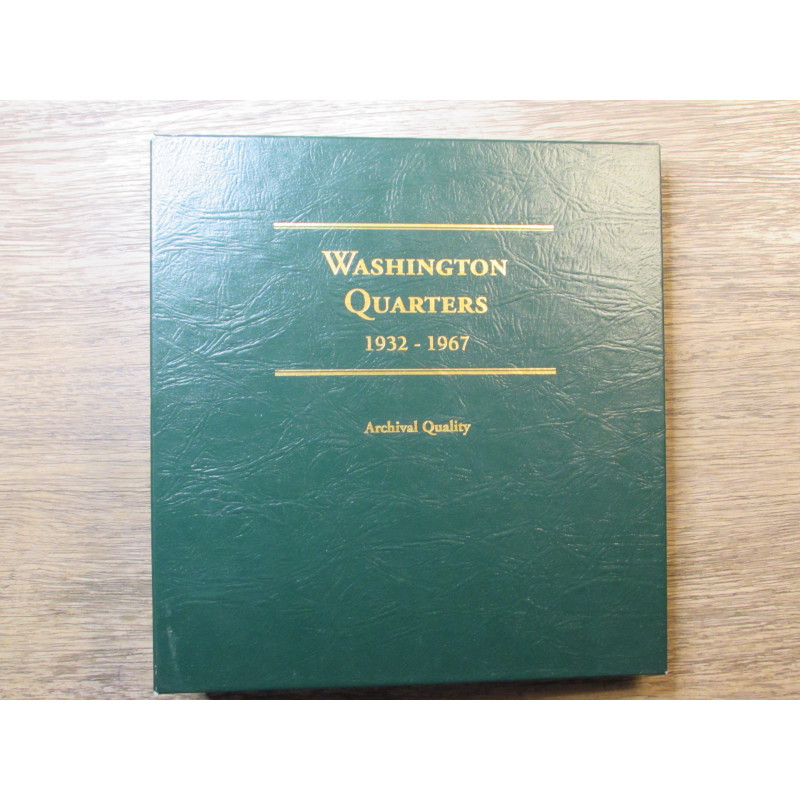 WASHINGTON
QUARTERS
1932 - 1967
Archival Quality